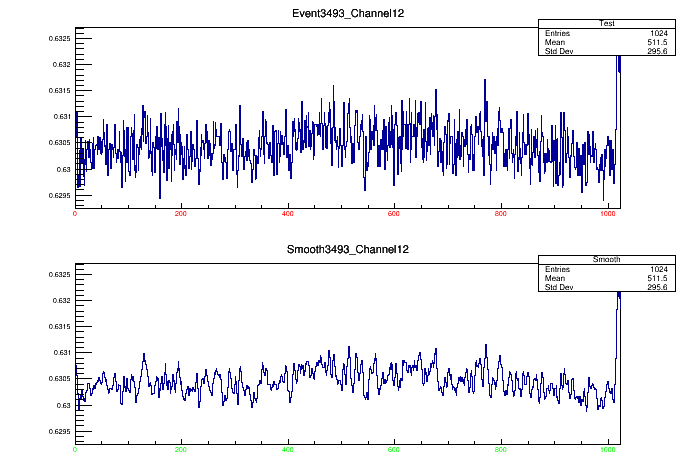 Event3493_Channel12
Test
Entries 1024
Mean 511.5
Std Dev 295.6
0.6325
0.632
0.6315
0.631
0.6305
0.63
0.6295
0 200 400 600 800 1000
Smooth3493_Channel12
Smooth
Entries 1024
Mean 511.5
Std Dev 295.6
0.6325
0.632
0.6315
0.631
0.6305
0.63
0.6295
0 200 400 600 800 1000